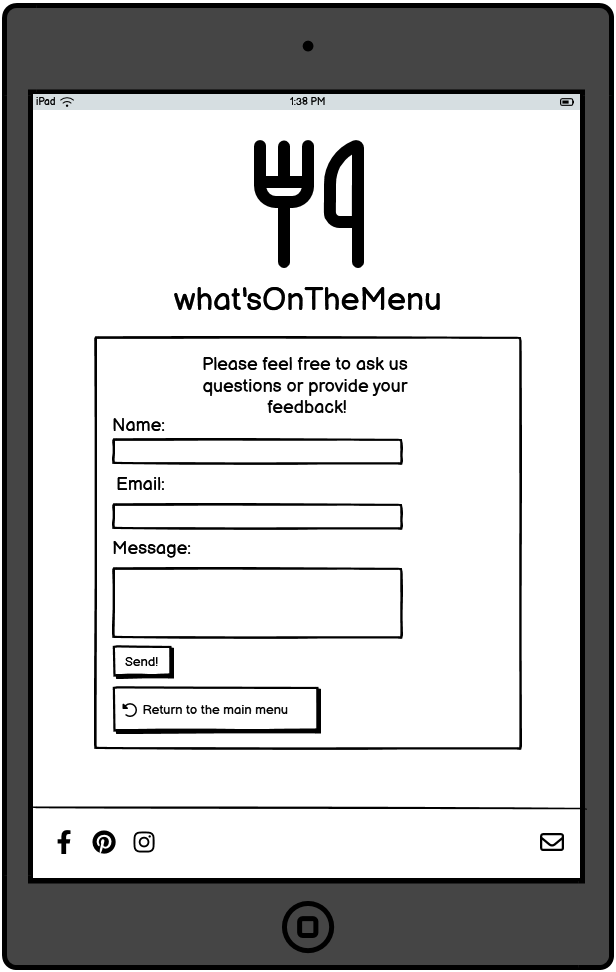 iPad 1:38 PM
what'sOnTheMenu
Please feel free to ask us
questions or provide your
feedback!
Name:
Email:
Message:
Send!
Return to the main menu